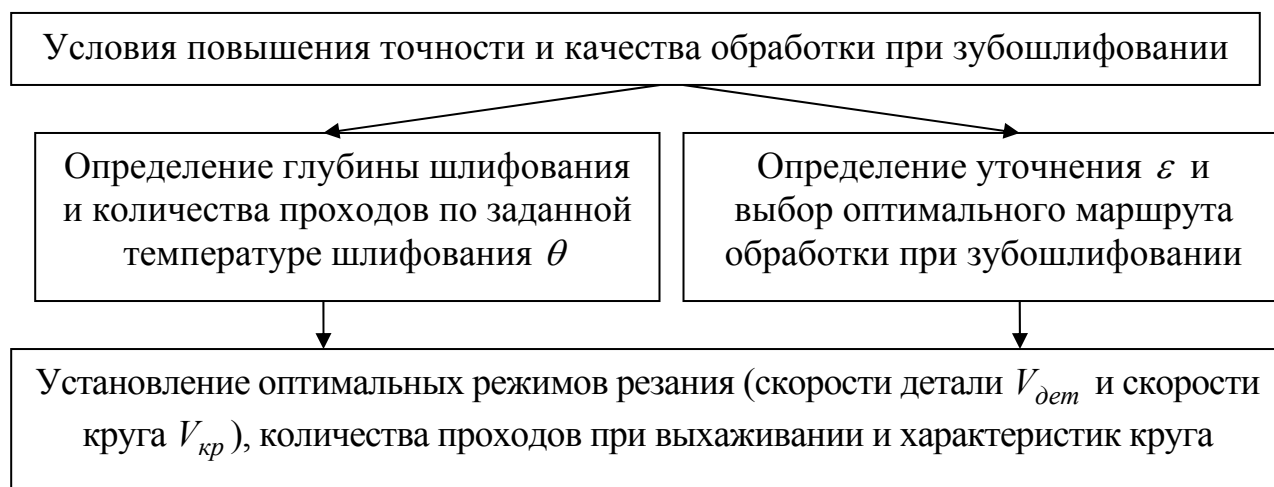 Условия повышения точности и качества обработки при зубошлифовании
Определение глубины шлифования
и количества проходов по заданной
температуре шлифования θ
Определение уточнения ε и
выбор оптимального маршрута
обработки при зубошлифовании
Установление оптимальных режимов резания (скорости детали V_дет и скорости
круга V_кр), количества проходов при выхаживании и характеристик круга